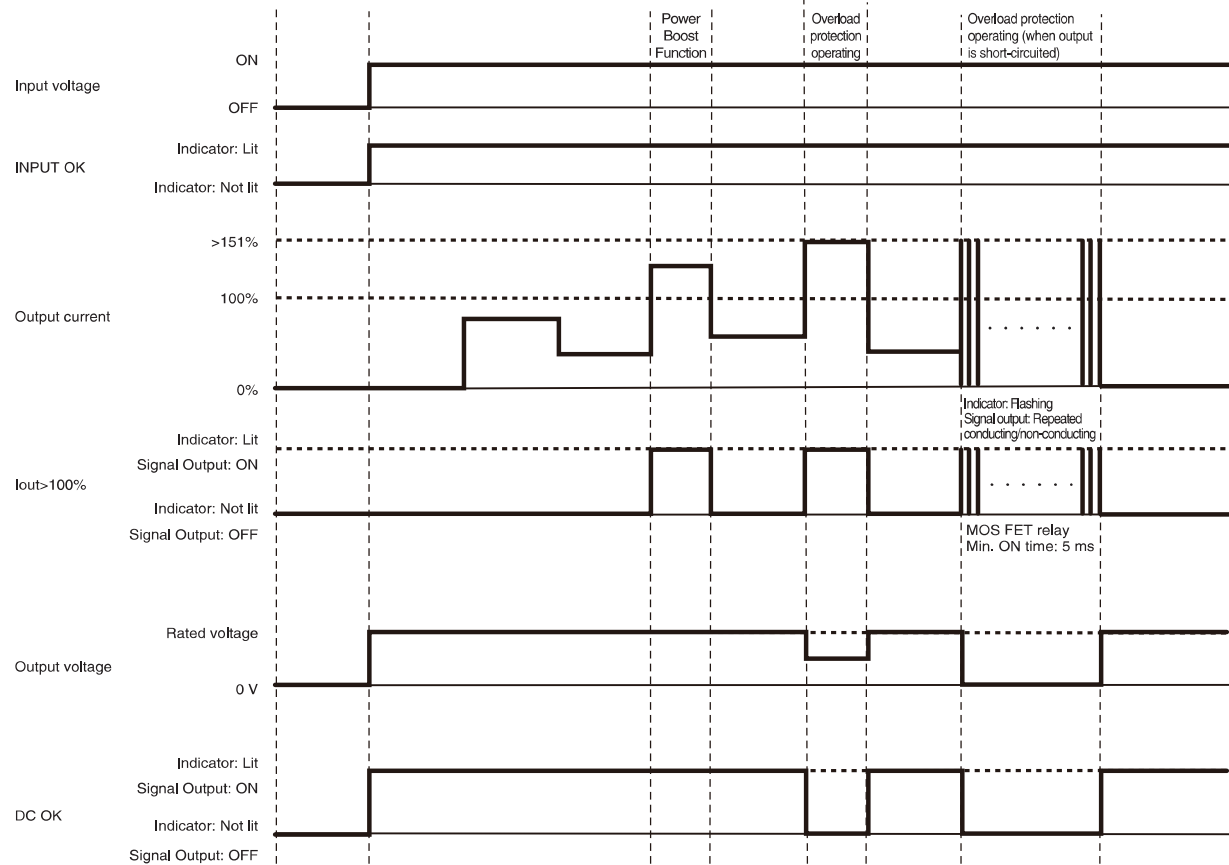 Power
Boost
Function
Overload
protection
operating
Overload protection
operating (when output
is short-circuited)
Input voltage
ON
OFF
INPUT OK
Indicator: Lit
Indicator: Not lit
Output current
>151%
100%
0%
. . . . . .
Indicator: Flashing
Signal output: Repeated
conducting/non-conducting
Iout>100%
Indicator: Lit
Signal Output: ON
Indicator: Not lit
Signal Output: OFF
. . . . . .
MOS FET relay
Min. ON time: 5 ms
Output voltage
Rated voltage
0 V
DC OK
Indicator: Lit
Signal Output: ON
Indicator: Not lit
Signal Output: OFF